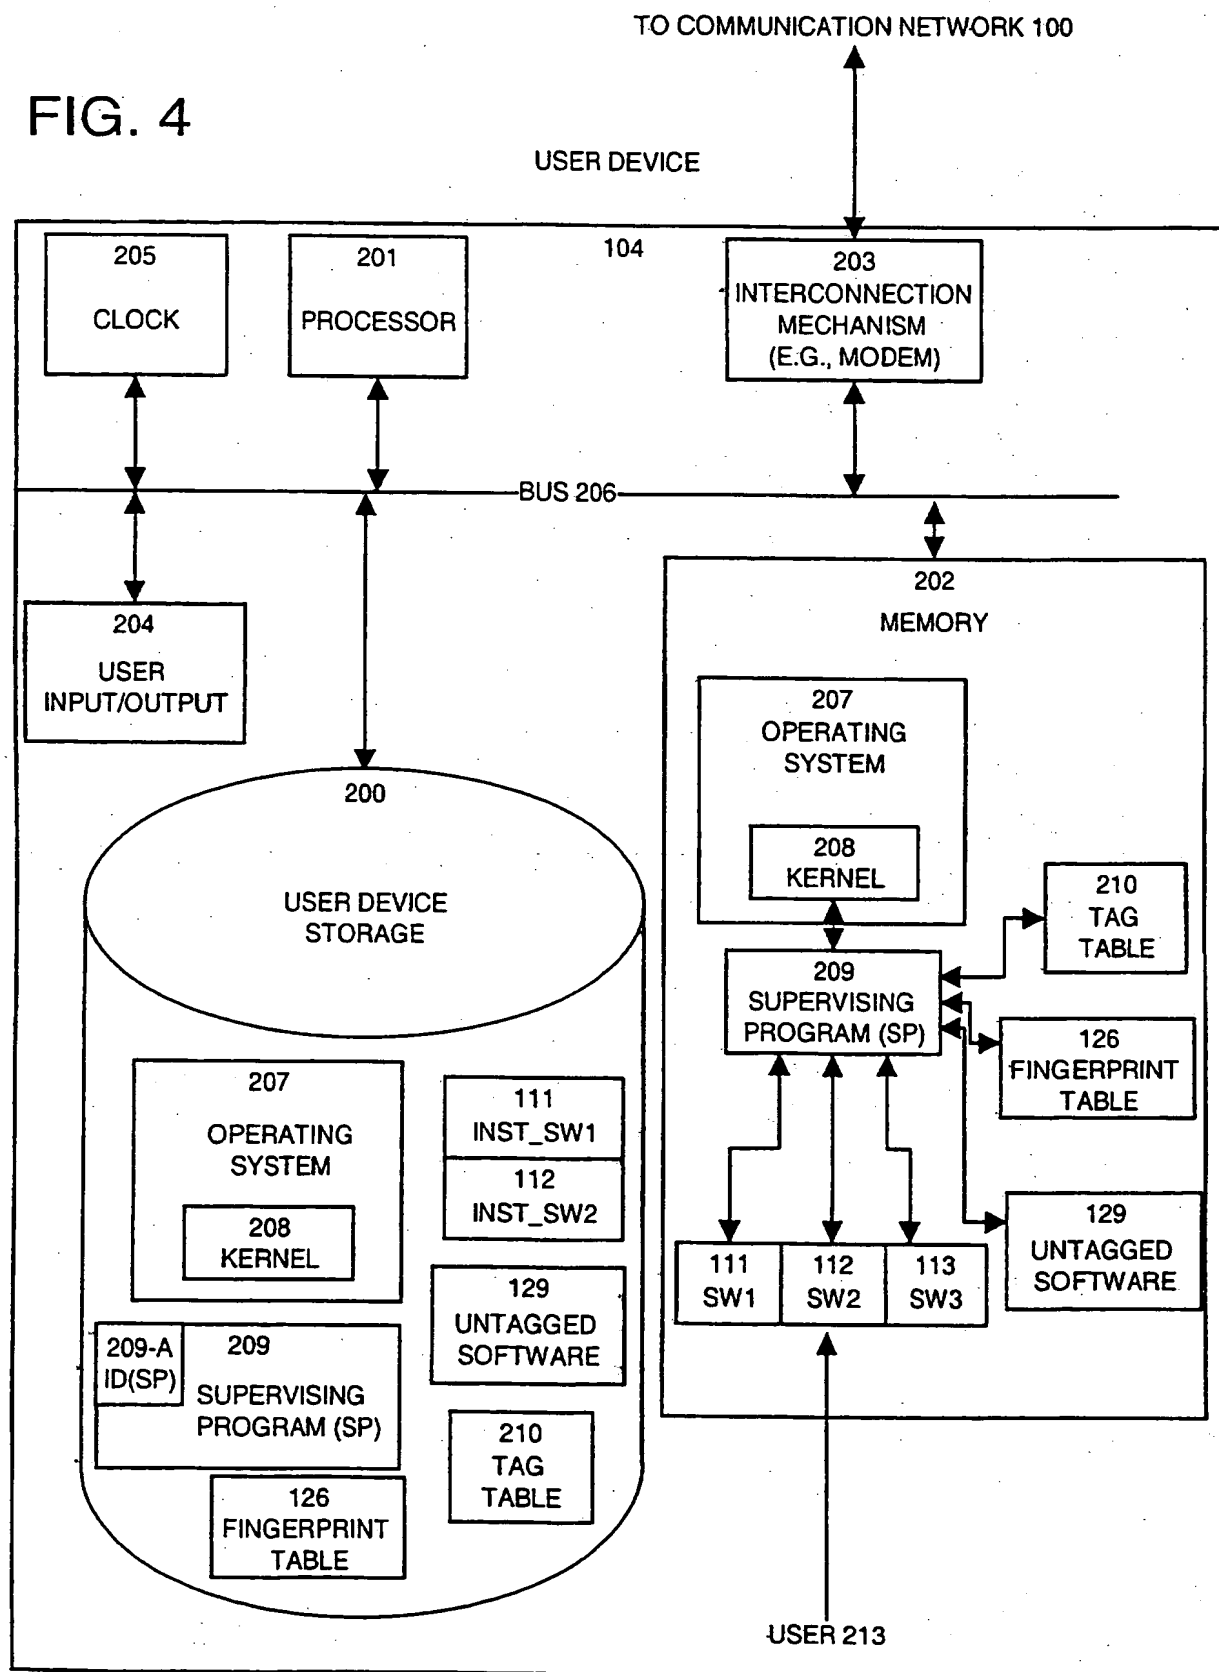 TO COMMUNICATION NETWORK 100
FIG. 4
USER DEVICE
104
205
CLOCK
201
PROCESSOR
203
INTERCONNECTION
MECHANISM
(E.G., MODEM)
BUS 206
204
USER
INPUT/OUTPUT
200
USER DEVICE
STORAGE
207
OPERATING
SYSTEM
208
KERNEL
111
INST_SW1
112
INST_SW2
129
UNTAGGED
SOFTWARE
209-A
ID(SP)
209
SUPERVISING
PROGRAM (SP)
210
TAG
TABLE
126
FINGERPRINT
TABLE
202
MEMORY
207
OPERATING
SYSTEM
208
KERNEL
209
SUPERVISING
PROGRAM (SP)
210
TAG
TABLE
126
FINGERPRINT
TABLE
129
UNTAGGED
SOFTWARE
111
SW1
112
SW2
113
SW3
USER 213